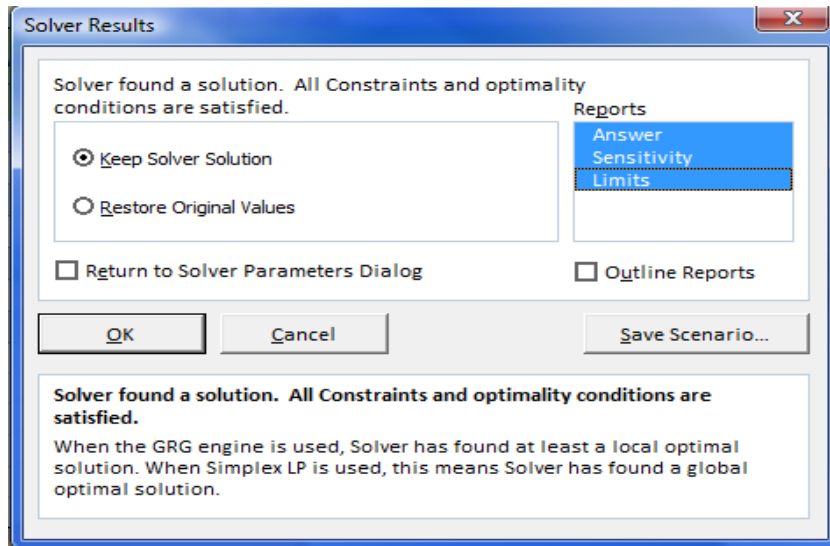 Solver Results
Solver found a solution.  All Constraints and optimality
conditions are satisfied.
Reports
Answer
Sensitivity
Limits
Keep Solver Solution
Restore Original Values
Return to Solver Parameters Dialog
Outline Reports
OK
Cancel
Save Scenario...
Solver found a solution.  All Constraints and optimality conditions are
satisfied.
When the GRG engine is used, Solver has found at least a local optimal
solution. When Simplex LP is used, this means Solver has found a global
optimal solution.